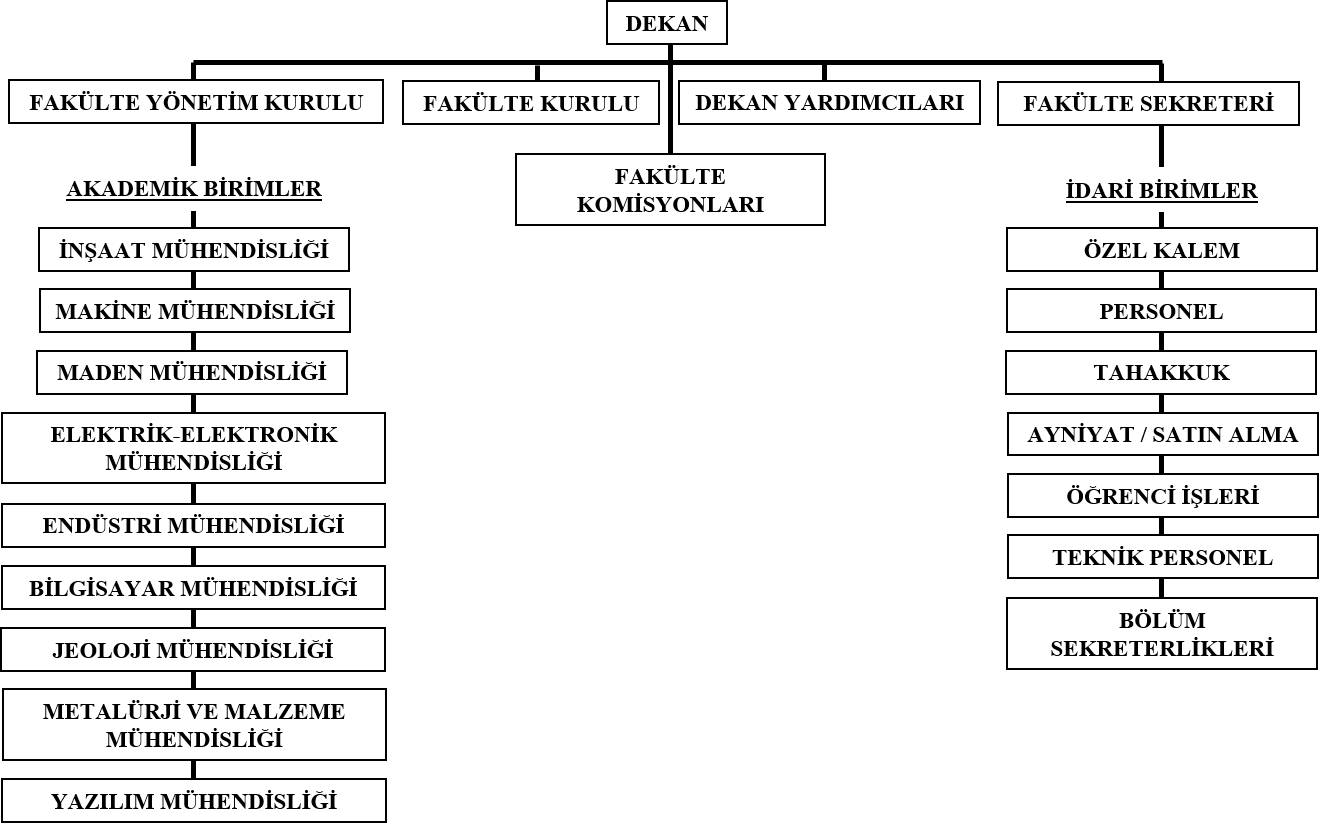 DEKAN
FAKÜLTE YÖNETİM KURULU
FAKÜLTE KURULU
DEKAN YARDIMCILARI
FAKÜLTE SEKRETERİ
FAKÜLTE
KOMİSYONLARI
AKADEMİK BİRİMLER
İNŞAAT MÜHENDİSLİĞİ
MAKİNE MÜHENDİSLİĞİ
MADEN MÜHENDİSLİĞİ
ELEKTRİK-ELEKTRONİK
MÜHENDİSLİĞİ
ENDÜSTRİ MÜHENDİSLİĞİ
BİLGİSAYAR MÜHENDİSLİĞİ
JEOLOJİ MÜHENDİSLİĞİ
METALÜRJİ VE MALZEME
MÜHENDİSLİĞİ
YAZILIM MÜHENDİSLİĞİ
İDARİ BİRİMLER
ÖZEL KALEM
PERSONEL
TAHAKKUK
AYNİYAT / SATIN ALMA
ÖĞRENCİ İŞLERİ
TEKNİK PERSONEL
BÖLÜM
SEKRETERLİKLERİ